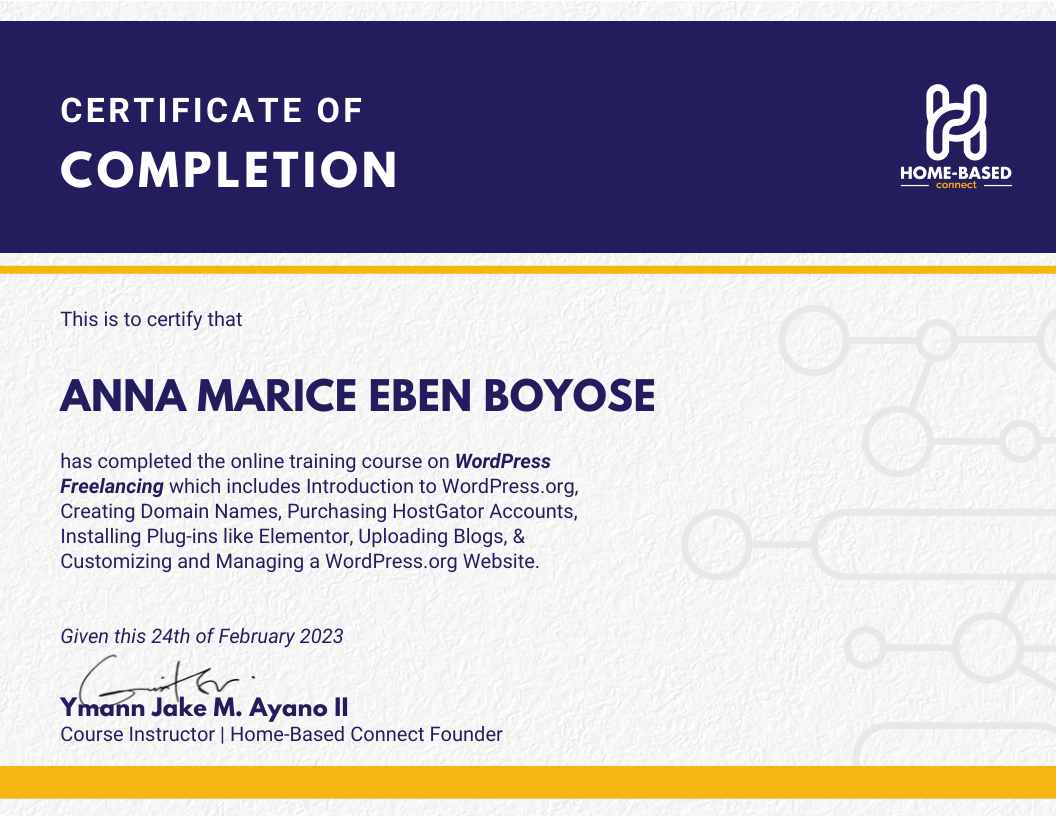 CERTIFICATE OF
COMPLETION
HOME-BASED
connect
This is to certify that
ANNA MARICE EBEN BOYOSE
has completed the online training course on WordPress
Freelancing which includes Introduction to WordPress.org,
Creating Domain Names, Purchasing HostGator Accounts,
Installing Plug-ins like Elementor, Uploading Blogs, &
Customizing and Managing a WordPress.org Website.
Given this 24th of February 2023
Ymann Jake M. Ayano II
Course Instructor | Home-Based Connect Founder